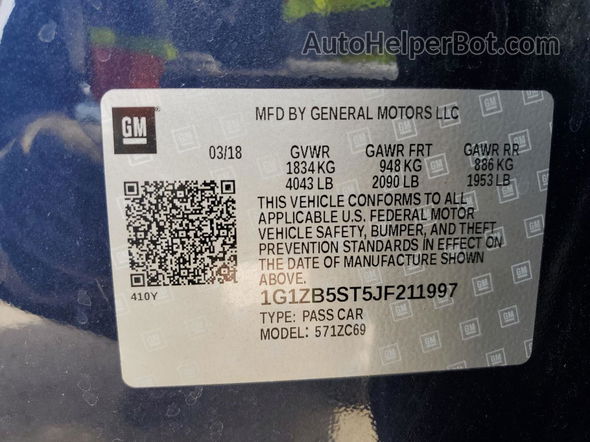 AutoHelperBot.com
GM
MFD BY GENERAL MOTORS LLC
03/18 GVWR GAWR FRT GAWR RR
1834 KG 948 KG 886 KG
4043 LB 2090 LB 1953 LB
THIS VEHICLE CONFORMS TO ALL
APPLICABLE U.S. FEDERAL MOTOR
VEHICLE SAFETY, BUMPER, AND THEFT
PREVENTION STANDARDS IN EFFECT ON
THE DATE OF MANUFACTURE SHOWN
ABOVE.
410Y
1G1ZB5ST5JF211997
TYPE: PASS CAR
MODEL: 571ZC69